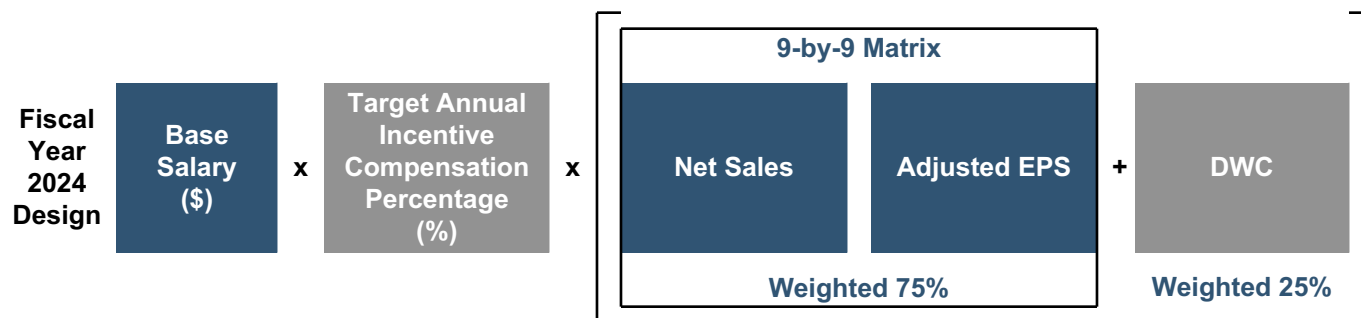 9-by-9 Matrix
Fiscal
Year
2024
Design
Base
Salary
($)
x
Target Annual
Incentive
Compensation
Percentage
(%)
x
Net Sales
Adjusted EPS
+
DWC
Weighted 75%
Weighted 25%